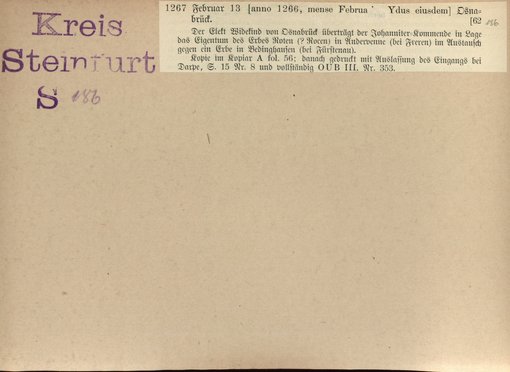 Kreis
Steinfurt
S 186
1267 Februar 13 [anno 1266, mense Februa Ydus eiusdem] Osna-
brück. [62 186
Der Elekt Widekind von Osnabrück überträgt der Johanniter-Kommende in Lage
das Eigentum des Erbes Roten (? Rocen) in Andervenne (bei Freren) im Austausch
gegen ein Erbe in Bedinghausen (bei Fürstenau).
Kopie im Kopiar A fol. 56; danach gedruckt mit Auslassung des Eingangs bei
Darpe, S. 15 Nr. 8 und vollständig OUB III, Nr. 353.